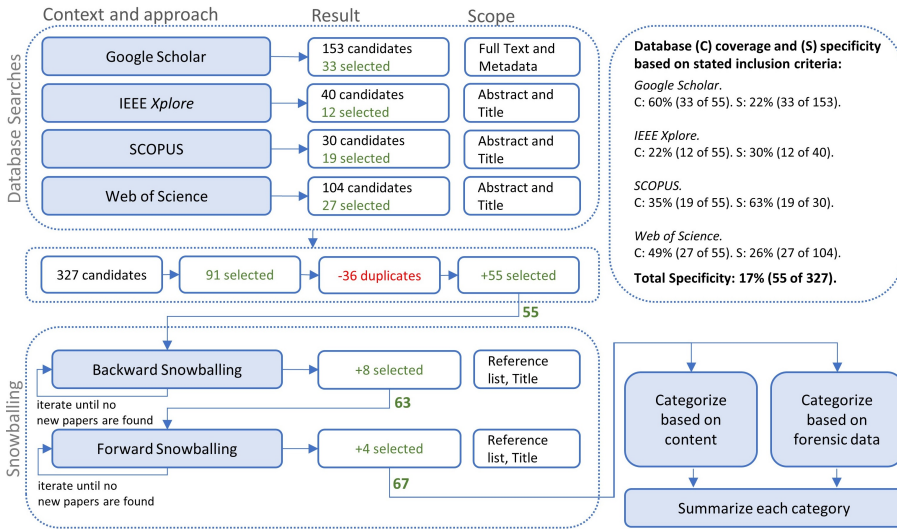 Context and approach
Result
Scope
Database Searches
Google Scholar
153 candidates
33 selected
Full Text and
Metadata
IEEE Xplore
40 candidates
12 selected
Abstract and
Title
SCOPUS
30 candidates
19 selected
Abstract and
Title
Web of Science
104 candidates
27 selected
Abstract and
Title
327 candidates
91 selected
-36 duplicates
+55 selected
55
Snowballing
Backward Snowballing
+8 selected
Reference
list, Title
iterate until no
new papers are found
63
Forward Snowballing
+4 selected
Reference
list, Title
iterate until no
new papers are found
67
Database (C) coverage and (S) specificity
based on stated inclusion criteria:
Google Scholar.
C: 60% (33 of 55). S: 22% (33 of 153).
IEEE Xplore.
C: 22% (12 of 55). S: 30% (12 of 40).
SCOPUS.
C: 35% (19 of 55). S: 63% (19 of 30).
Web of Science.
C: 49% (27 of 55). S: 26% (27 of 104).
Total Specificity: 17% (55 of 327).
Categorize
based on
content
Categorize
based on
forensic data
Summarize each category